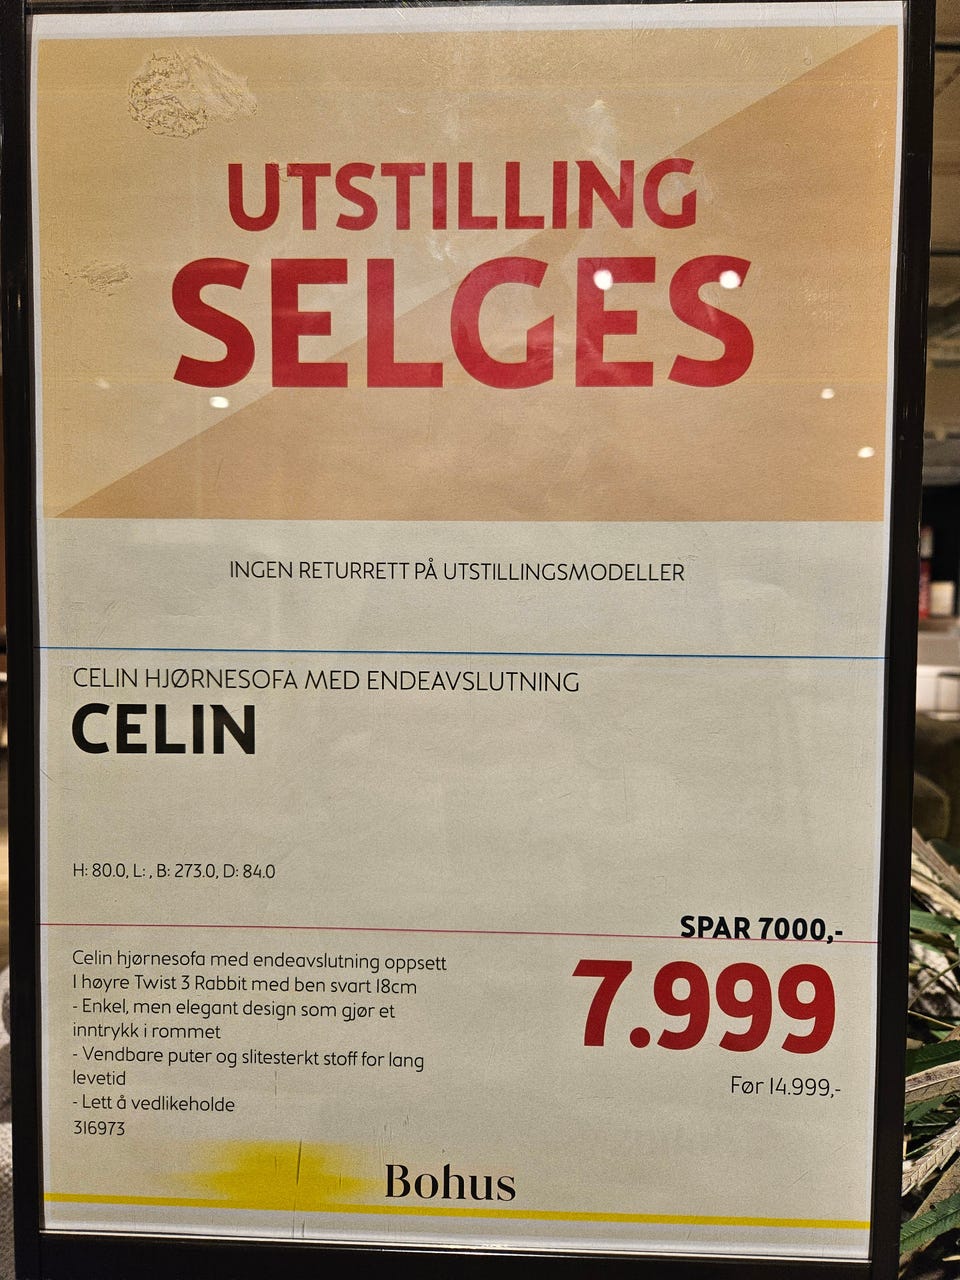 UTSTILLING
SELGES
INGEN RETURRETT PÅ UTSTILLINGSMODELLER
CELIN HJØRNESOFA MED ENDEAVSLUTNING
CELIN
H: 80.0, L: , B: 273.0, D: 84.0
SPAR 7000,-
7.999
Før 14.999,-
Celin hjørnesofa med endeavslutning oppsett
1 høyre Twist 3 Rabbit med ben svart 18cm
- Enkel, men elegant design som gjør et
inntrykk i rommet
- Vendbare puter og slitesterkt stoff for lang
levetid
- Lett å vedlikeholde
316973
Bohus